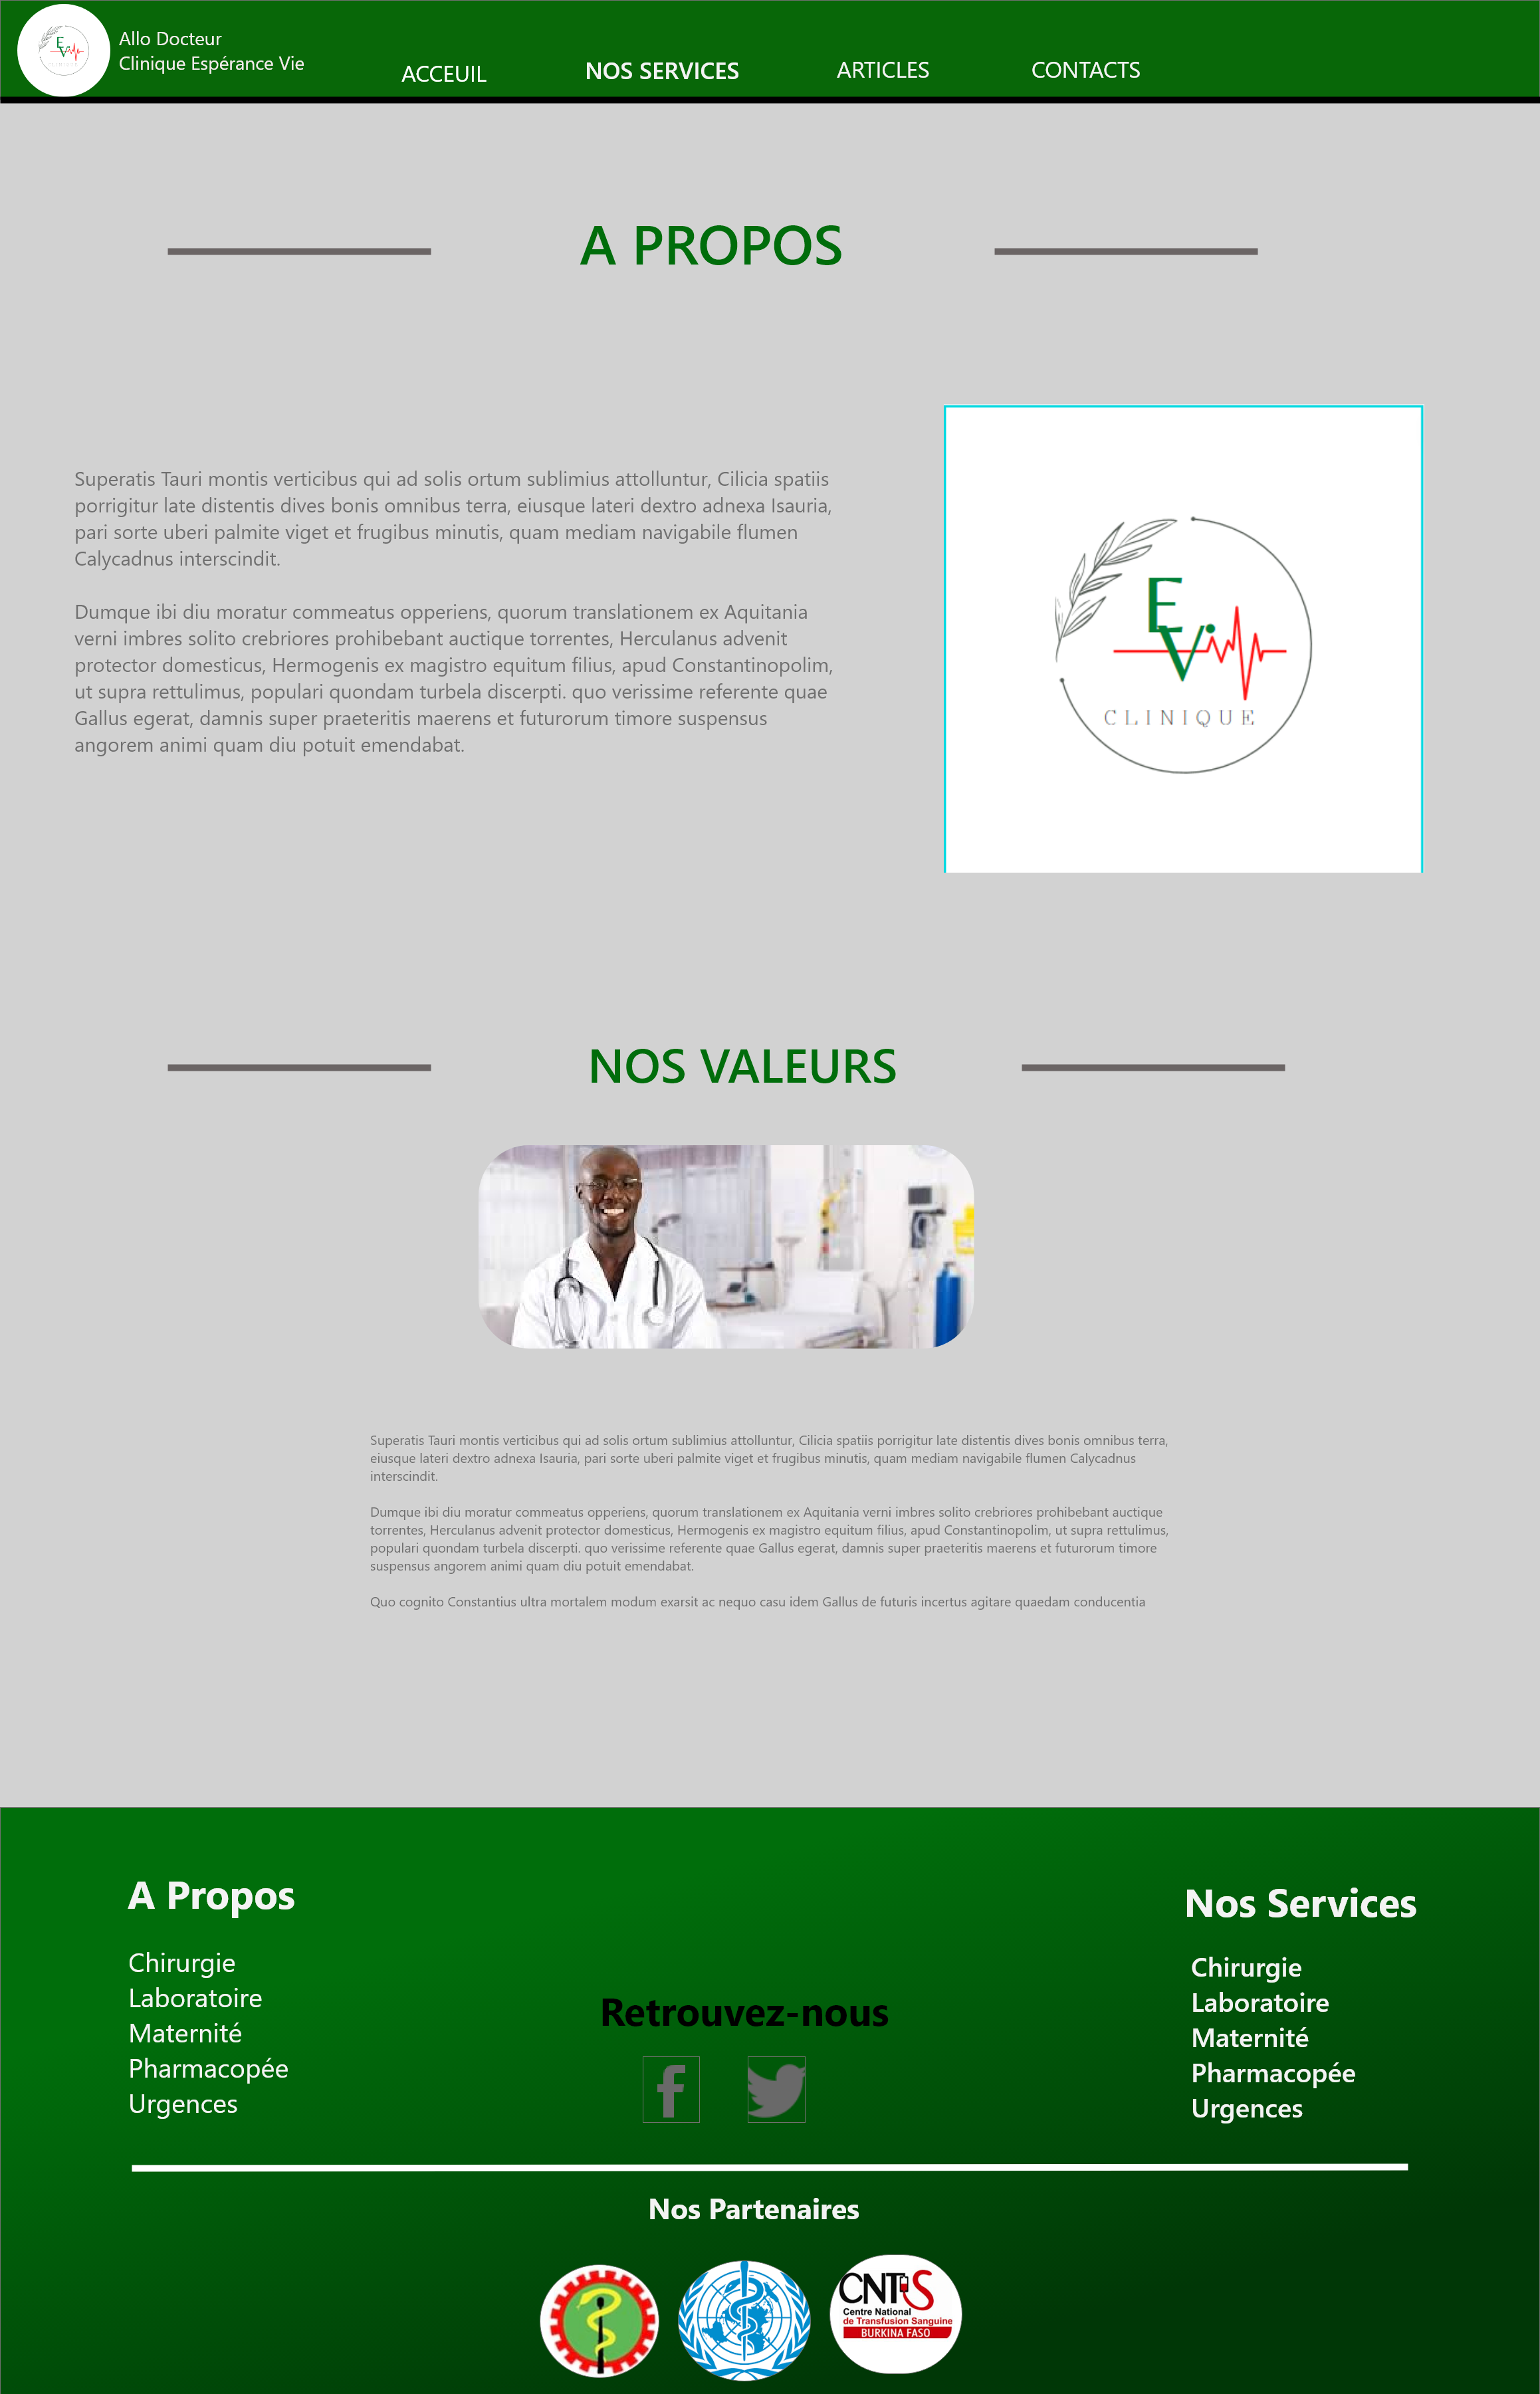 Allo Docteur
Clinique Espérance Vie
ACCEUIL
NOS SERVICES
ARTICLES
CONTACTS
A PROPOS
Superatis Tauri montis verticibus qui ad solis ortum sublimius attolluntur, Cilicia spatiis
porrigitur late distentis dives bonis omnibus terra, eiusque lateri dextro adnexa Isauria,
pari sorte uberi palmite viget et frugibus minutis, quam mediam navigabile flumen
Calycadnus interscindit.
Dumque ibi diu moratur commeatus opperiens, quorum translationem ex Aquitania
verni imbres solito crebriores prohibebant auctique torrentes, Herculanus advenit
protector domesticus, Hermogenis ex magistro equitum filius, apud Constantinopolim,
ut supra rettulimus, populari quondam turbela discerpti. quo verissime referente quae
Gallus egerat, damnis super praeteritis maerens et futurorum timore suspensus
angorem animi quam diu potuit emendabat.
E
V
CLINIQUE
NOS VALEURS
Superatis Tauri montis verticibus qui ad solis ortum sublimius attolluntur, Cilicia spatiis porrigitur late distentis dives bonis omnibus terra,
eiusque lateri dextro adnexa Isauria, pari sorte uberi palmite viget et frugibus minutis, quam mediam navigabile flumen Calycadnus
interscindit.
Dumque ibi diu moratur commeatus opperiens, quorum translationem ex Aquitania verni imbres solito crebriores prohibebant auctique
torrentes, Herculanus advenit protector domesticus, Hermogenis ex magistro equitum filius, apud Constantinopolim, ut supra rettulimus,
populari quondam turbela discerpti. quo verissime referente quae Gallus egerat, damnis super praeteritis maerens et futurorum timore
suspensus angorem animi quam diu potuit emendabat.
Quo cognito Constantius ultra mortalem modum exarsit ac nequo casu idem Gallus de futuris incertus agitare quaedam conducentia
A Propos
Chirurgie
Laboratoire
Maternité
Pharmacopée
Urgences
Retrouvez-nous
Nos Services
Chirurgie
Laboratoire
Maternité
Pharmacopée
Urgences
Nos Partenaires
CNTS
Centre National
de Transfusion Sanguine
BURKINA FASO